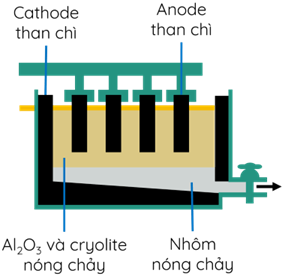 Cathode
than chì
Anode
than chì
Al₂O₃ và cryolite
nóng chảy
Nhôm
nóng chảy